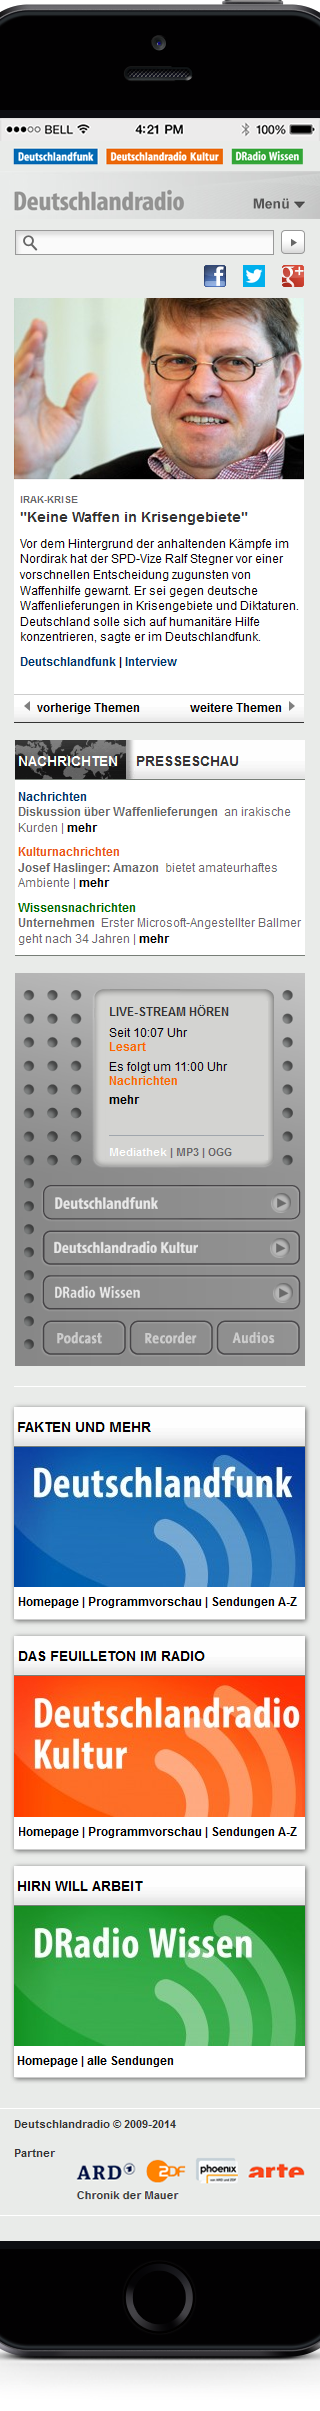 BELL 4:21 PM 100%
Deutschlandfunk Deutschlandradio Kultur DRadio Wissen
Deutschlandradio Menü
IRAK-KRISE
"Keine Waffen in Krisengebiete"
Vor dem Hintergrund der anhaltenden Kämpfe im
Nordirak hat der SPD-Vize Ralf Stegner vor einer
vorschnellen Entscheidung zugunsten von
Waffenhilfe gewarnt. Er sei gegen deutsche
Waffenlieferungen in Krisengebiete und Diktaturen.
Deutschland solle sich auf humanitäre Hilfe
konzentrieren, sagte er im Deutschlandfunk.
Deutschlandfunk | Interview
vorherige Themen weitere Themen
NACHRICHTEN PRESSESCHAU
Nachrichten
Diskussion über Waffenlieferungen an irakische
Kurden | mehr
Kulturnachrichten
Josef Haslinger: Amazon bietet amateurhaftes
Ambiente | mehr
Wissensnachrichten
Unternehmen Erster Microsoft-Angestellter Ballmer
geht nach 34 Jahren | mehr
LIVE-STREAM HÖREN
Seit 10:07 Uhr
Lesart
Es folgt um 11:00 Uhr
Nachrichten
mehr
Mediathek | MP3 | OGG
Deutschlandfunk
Deutschlandradio Kultur
DRadio Wissen
Podcast Recorder Audios
FAKTEN UND MEHR
Deutschlandfunk
Homepage | Programmvorschau | Sendungen A-Z
DAS FEUILLETON IM RADIO
Deutschlandradio
Kultur
Homepage | Programmvorschau | Sendungen A-Z
HIRN WILL ARBEIT
DRadio Wissen
Homepage | alle Sendungen
Deutschlandradio © 2009-2014
Partner
ARD ZDF phoenix arte
Chronik der Mauer